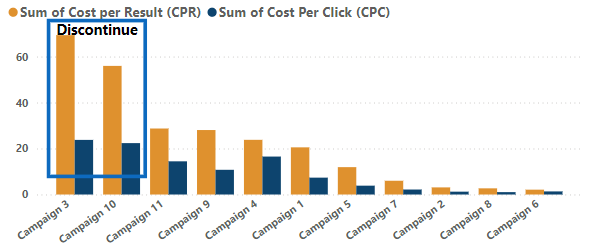 Sum of Cost per Result (CPR) Sum of Cost Per Click (CPC)
Discontinue
60
40
20
0
Campaign 3
Campaign 10
Campaign 11
Campaign 9
Campaign 4
Campaign 1
Campaign 5
Campaign 7
Campaign 2
Campaign 8
Campaign 6